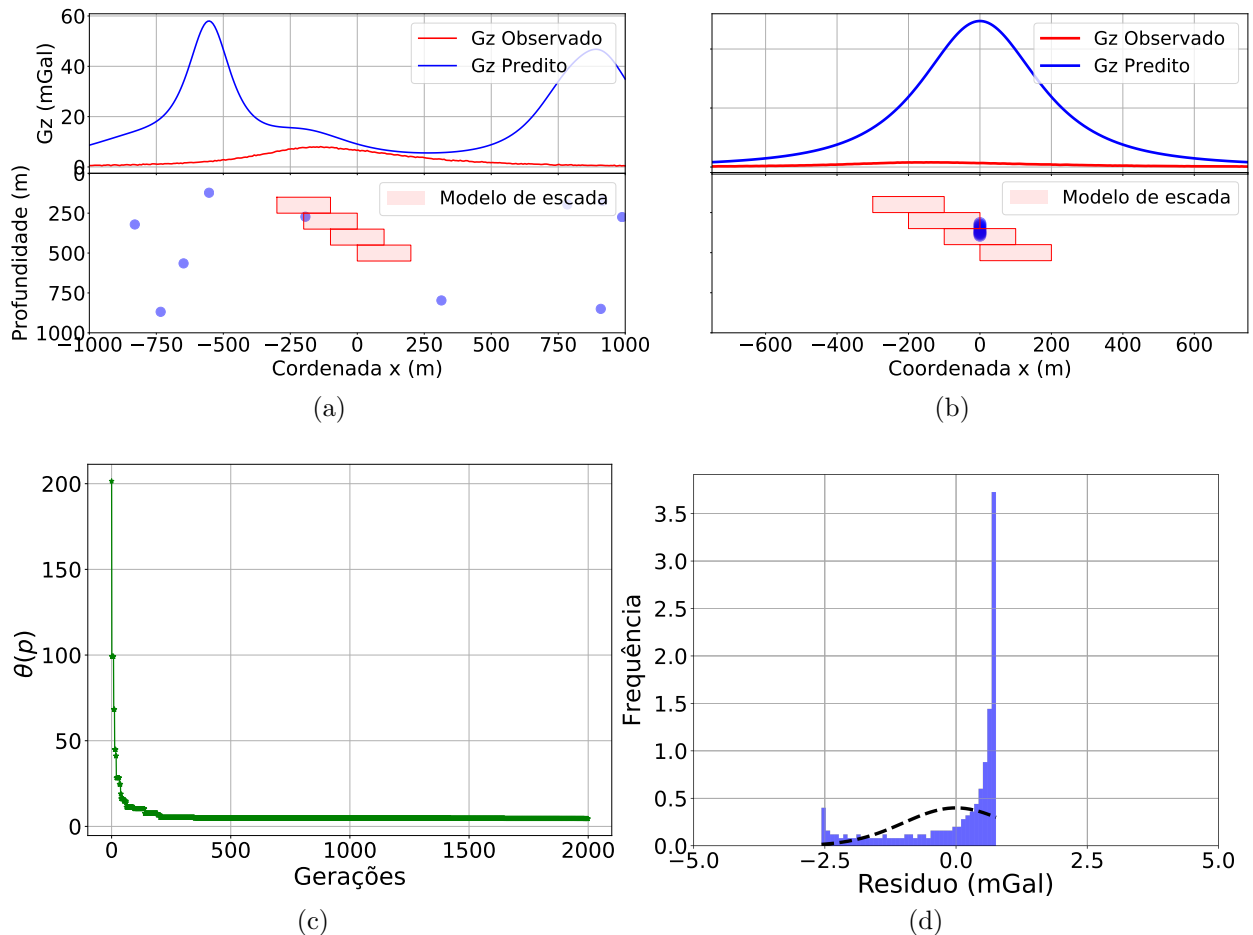 60
40
20
0
Gz (mGal)
Gz Observado
Gz Predito
Gz Observado
Gz Predito
0
250
500
750
1000
Profundidade (m)
Modelo de escada
Modelo de escada
−1000 −750 −500 −250 0 250 500 750 1000
Cordenada x (m)
−600 −400 −200 0 200 400 600
Coordenada x (m)
(a)
(b)
200
150
100
50
0
θ(p)
0 500 1000 1500 2000
Gerações
(c)
3.5
3.0
2.5
2.0
1.5
1.0
0.5
0.0
Frequência
−5.0 −2.5 0.0 2.5 5.0
Residuo (mGal)
(d)